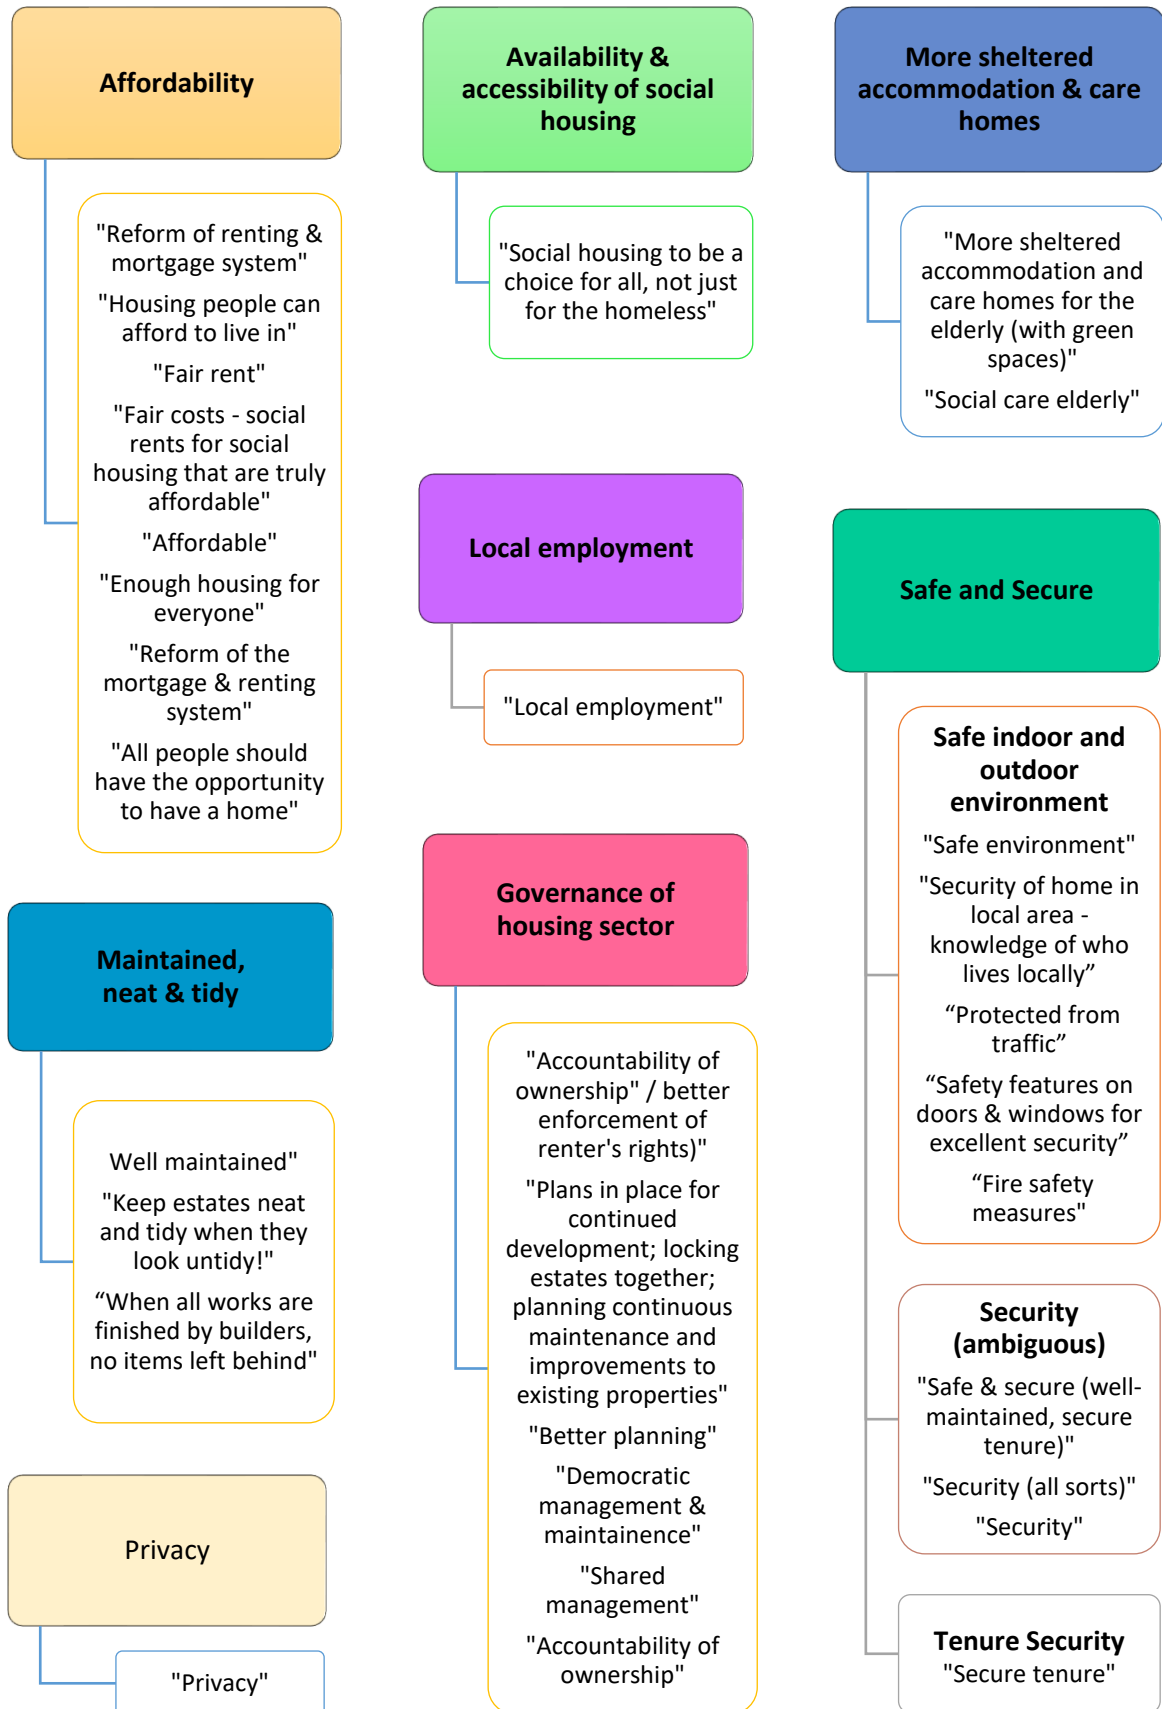 Affordability
"Reform of renting &
mortgage system"
"Housing people can
afford to live in"
"Fair rent"
"Fair costs - social
rents for social
housing that are truly
affordable"
"Affordable"
"Enough housing for
everyone"
"Reform of the
mortgage & renting
system"
"All people should
have the opportunity
to have a home"
Availability &
accessibility of social
housing
"Social housing to be a
choice for all, not just
for the homeless"
More sheltered
accommodation & care
homes
"More sheltered
accommodation and
care homes for the
elderly (with green
spaces)"
"Social care elderly"
Local employment
"Local employment"
Safe and Secure
Safe indoor and
outdoor
environment
"Safe environment"
"Security of home in
local area -
knowledge of who
lives locally”
“Protected from
traffic”
“Safety features on
doors & windows for
excellent security”
“Fire safety
measures"
Security
(ambiguous)
"Safe & secure (well-
maintained, secure
tenure)"
"Security (all sorts)"
"Security"
Tenure Security
"Secure tenure"
Maintained,
neat & tidy
Well maintained"
"Keep estates neat
and tidy when they
look untidy!"
“When all works are
finished by builders,
no items left behind"
Governance of
housing sector
"Accountability of
ownership" / better
enforcement of
renter's rights)"
"Plans in place for
continued
development; locking
estates together;
planning continuous
maintenance and
improvements to
existing properties"
"Better planning"
"Democratic
management &
maintainence"
"Shared
management"
"Accountability of
ownership"
Privacy
"Privacy"